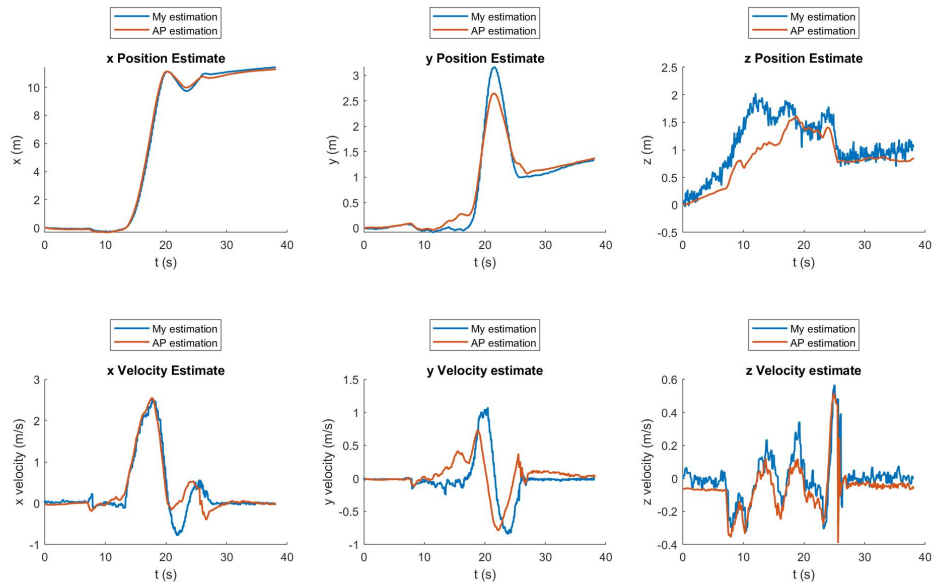 My estimation
AP estimation
x Position Estimate
10
8
6
4
2
0
x (m)
0 10 20 30 40
t (s)
My estimation
AP estimation
y Position Estimate
3
2.5
2
1.5
1
0.5
0
y (m)
0 10 20 30 40
t (s)
My estimation
AP estimation
z Position Estimate
2.5
2
1.5
1
0.5
0
-0.5
z (m)
0 10 20 30 40
t (s)
My estimation
AP estimation
x Velocity Estimate
3
2
1
0
-1
x velocity (m/s)
0 10 20 30 40
t (s)
My estimation
AP estimation
y Velocity estimate
1.5
1
0.5
0
-0.5
-1
y velocity (m/s)
0 10 20 30 40
t (s)
My estimation
AP estimation
z Velocity estimate
0.6
0.4
0.2
0
-0.2
-0.4
z velocity (m/s)
0 10 20 30 40
t (s)